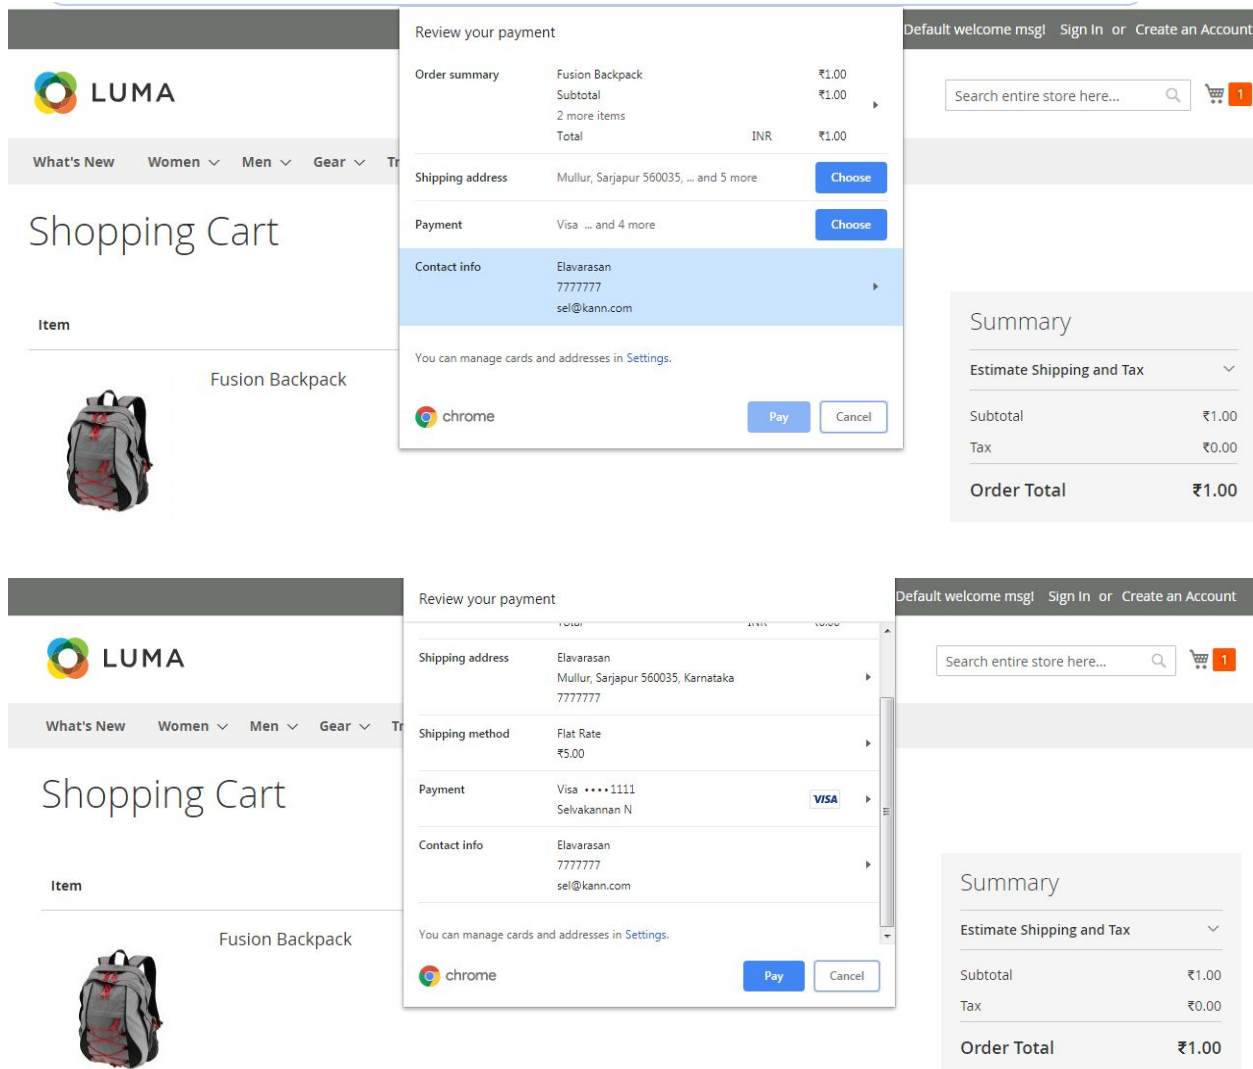 Review your payment
Default welcome msg! Sign In or Create an Account
LUMA
Search entire store here...
1
What's New Women Men Gear Tr
Order summary Fusion Backpack ₹1.00
Subtotal ₹1.00
2 more items
Total INR ₹1.00
Shipping address Mullur, Sarjapur 560035, ... and 5 more Choose
Payment Visa ... and 4 more Choose
Contact info Elavarasan
7777777
sel@kann.com
You can manage cards and addresses in Settings.
chrome Pay Cancel
Shopping Cart
Item
Fusion Backpack
Summary
Estimate Shipping and Tax
Subtotal ₹1.00
Tax ₹0.00
Order Total ₹1.00
Review your payment
Default welcome msg! Sign In or Create an Account
LUMA
Search entire store here...
1
What's New Women Men Gear Tr
Shipping address Elavarasan
Mullur, Sarjapur 560035, Karnataka
7777777
Shipping method Flat Rate
₹5.00
Payment Visa ••••1111 VISA
Selvakannan N
Contact info Elavarasan
7777777
sel@kann.com
You can manage cards and addresses in Settings.
chrome Pay Cancel
Shopping Cart
Item
Fusion Backpack
Summary
Estimate Shipping and Tax
Subtotal ₹1.00
Tax ₹0.00
Order Total ₹1.00